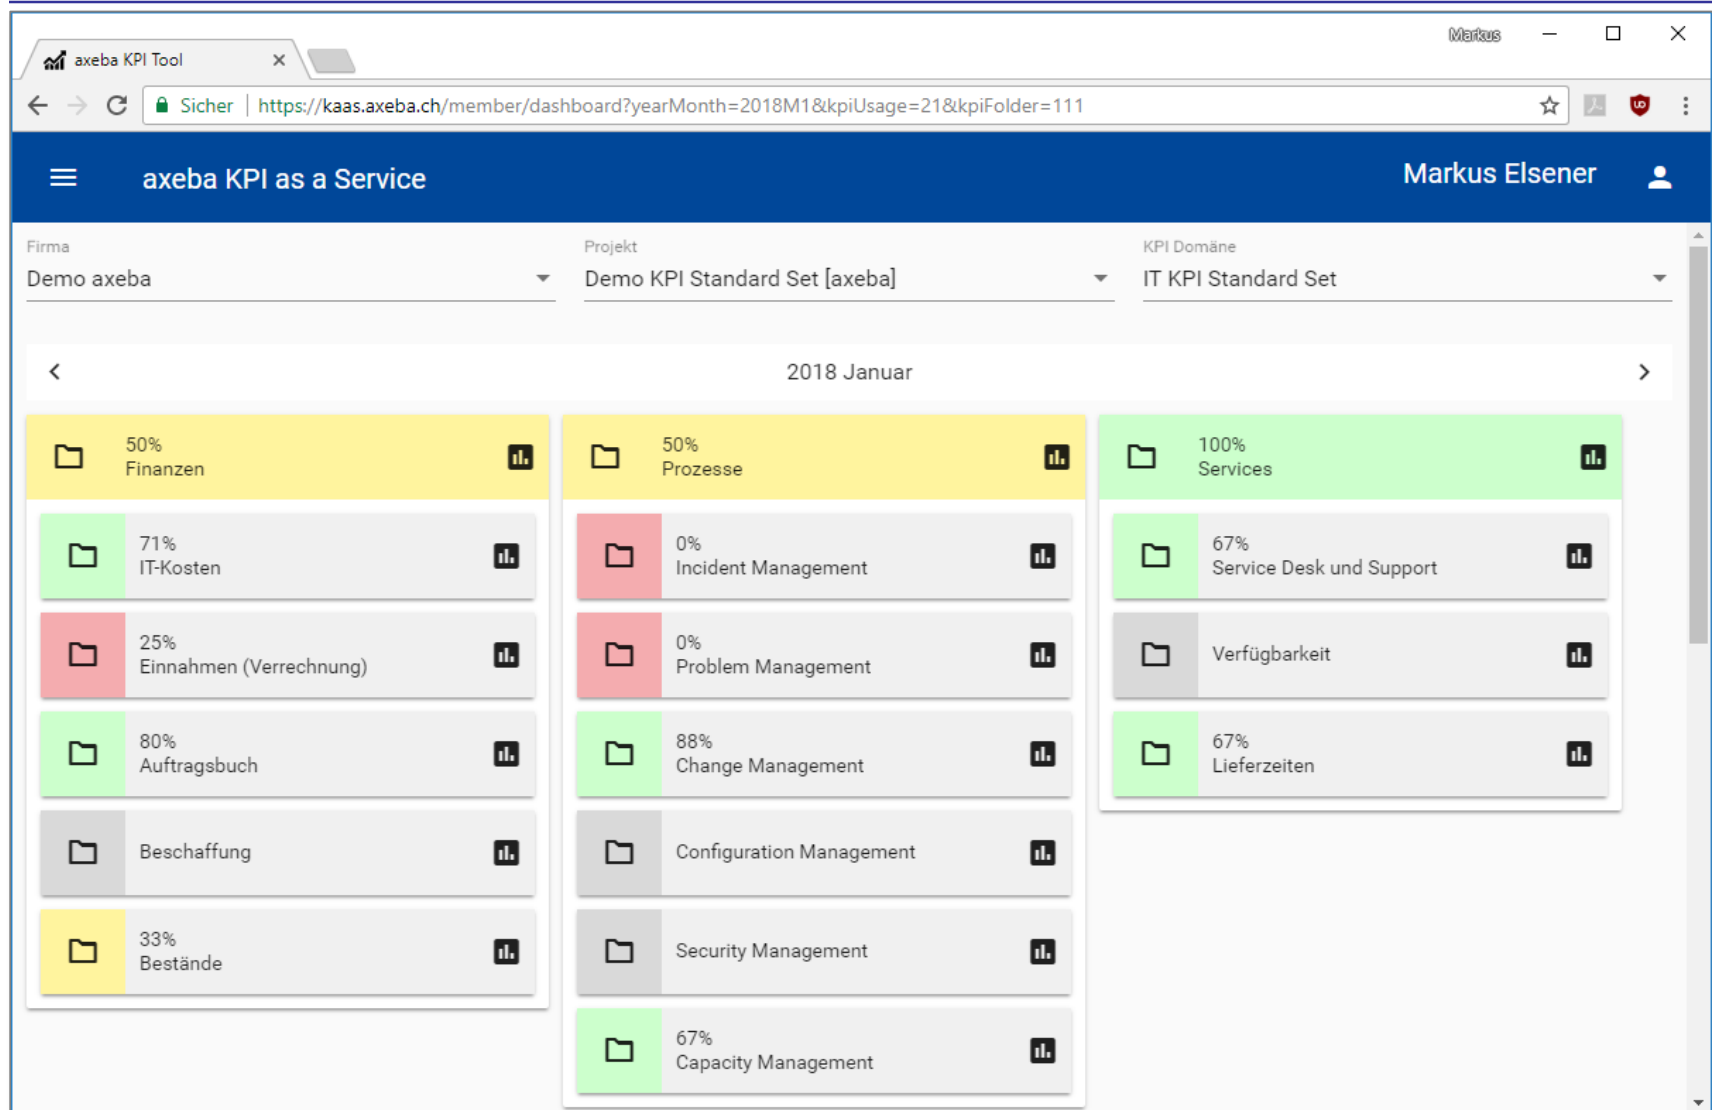 Markus
axeba KPI Tool
Sicher https://kaas.axeba.ch/member/dashboard?yearMonth=2018M1&kpiUsage=21&kpiFolder=111
axeba KPI as a Service
Markus Elsener
Firma
Demo axeba
Projekt
Demo KPI Standard Set [axeba]
KPI Domäne
IT KPI Standard Set
2018 Januar
50%
Finanzen
71%
IT-Kosten
25%
Einnahmen (Verrechnung)
80%
Auftragsbuch
Beschaffung
33%
Bestände
50%
Prozesse
0%
Incident Management
0%
Problem Management
88%
Change Management
Configuration Management
Security Management
67%
Capacity Management
100%
Services
67%
Service Desk und Support
Verfügbarkeit
67%
Lieferzeiten